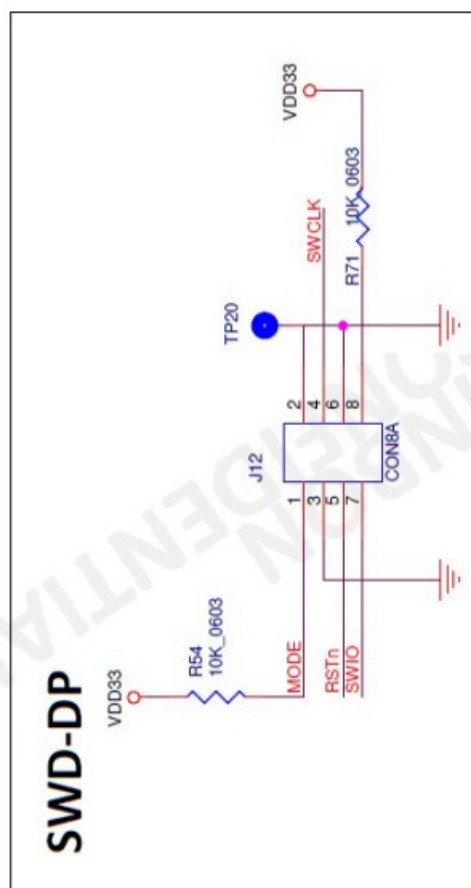 SWD-DP
VDD33
R54
10K_0603
MODE
RSTn
SWIO
J12
1
3
5
7
2
4
6
8
CON8A
TP20
SWCLK
R71
10K_0603
VDD33
CONFIDENTIAL